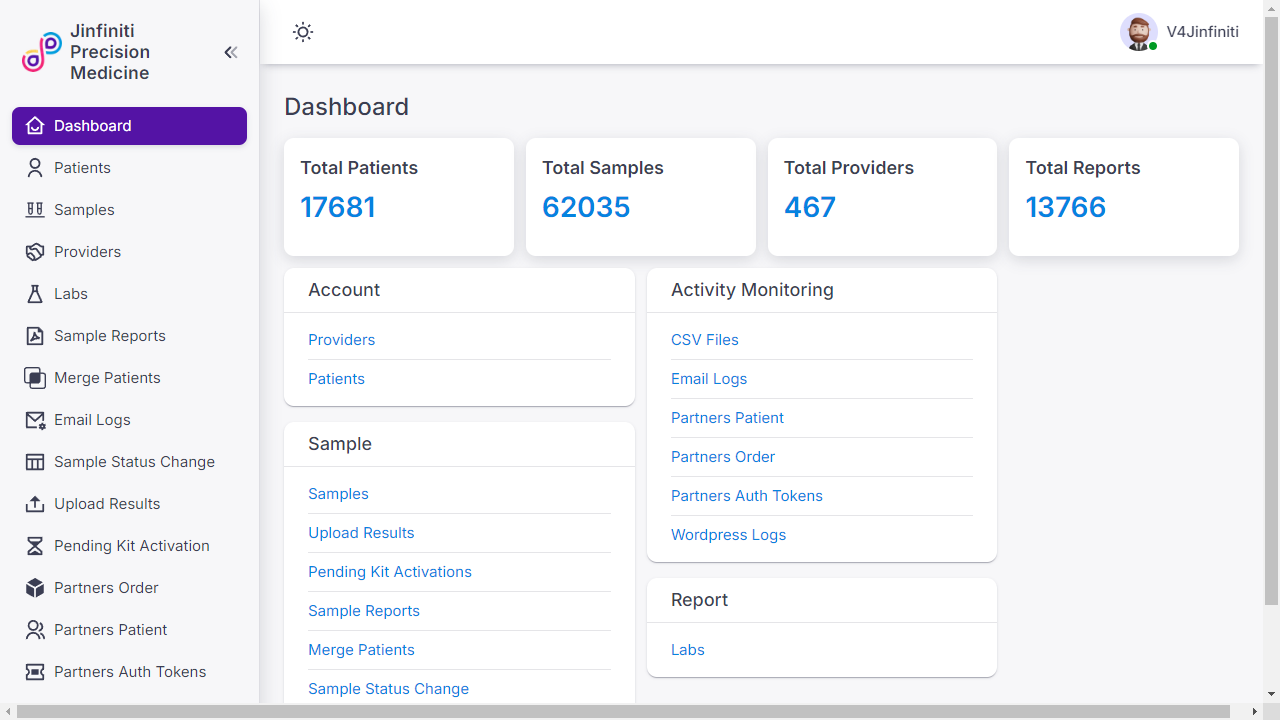 Jinfiniti
Precision
Medicine
Dashboard
Patients
Samples
Providers
Labs
Sample Reports
Merge Patients
Email Logs
Sample Status Change
Upload Results
Pending Kit Activation
Partners Order
Partners Patient
Partners Auth Tokens
V4Jinfiniti
Dashboard
Total Patients
17681
Total Samples
62035
Total Providers
467
Total Reports
13766
Account
Providers
Patients
Sample
Samples
Upload Results
Pending Kit Activations
Sample Reports
Merge Patients
Sample Status Change
Activity Monitoring
CSV Files
Email Logs
Partners Patient
Partners Order
Partners Auth Tokens
Wordpress Logs
Report
Labs